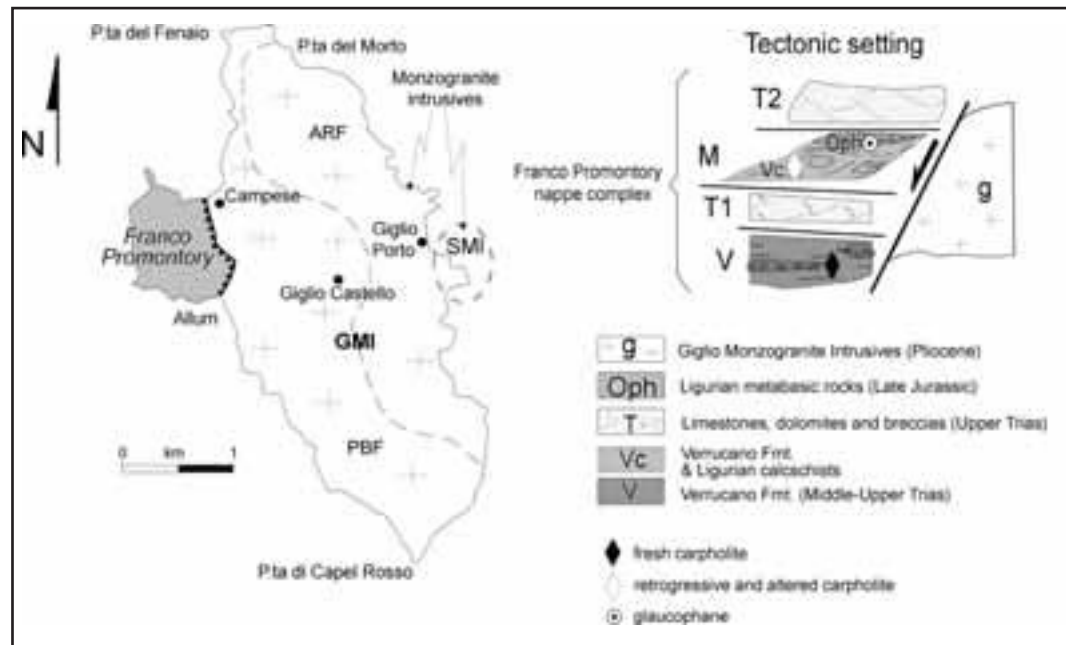 P.ta del Fenaio
P.ta del Morto
Monzogranite
intrusives
N
ARF
Campese
Franco
Promontory
Giglio
Porto
SMI
Giglio Castello
Allum
GMI
0 km 1
PBF
P.ta di Capel Rosso
Tectonic setting
T2
Oph
M
Vc
Franco Promontory
nappe complex
T1
g
V
g Giglio Monzogranite Intrusives (Pliocene)
Oph Ligurian metabasic rocks (Late Jurassic)
T Limestones, dolomites and breccies (Upper Trias)
Vc Verrucano Fmt.
& Ligurian calcschists
V Verrucano Fmt. (Middle-Upper Trias)
fresh carpholite
retrogressive and altered carpholite
glaucophane